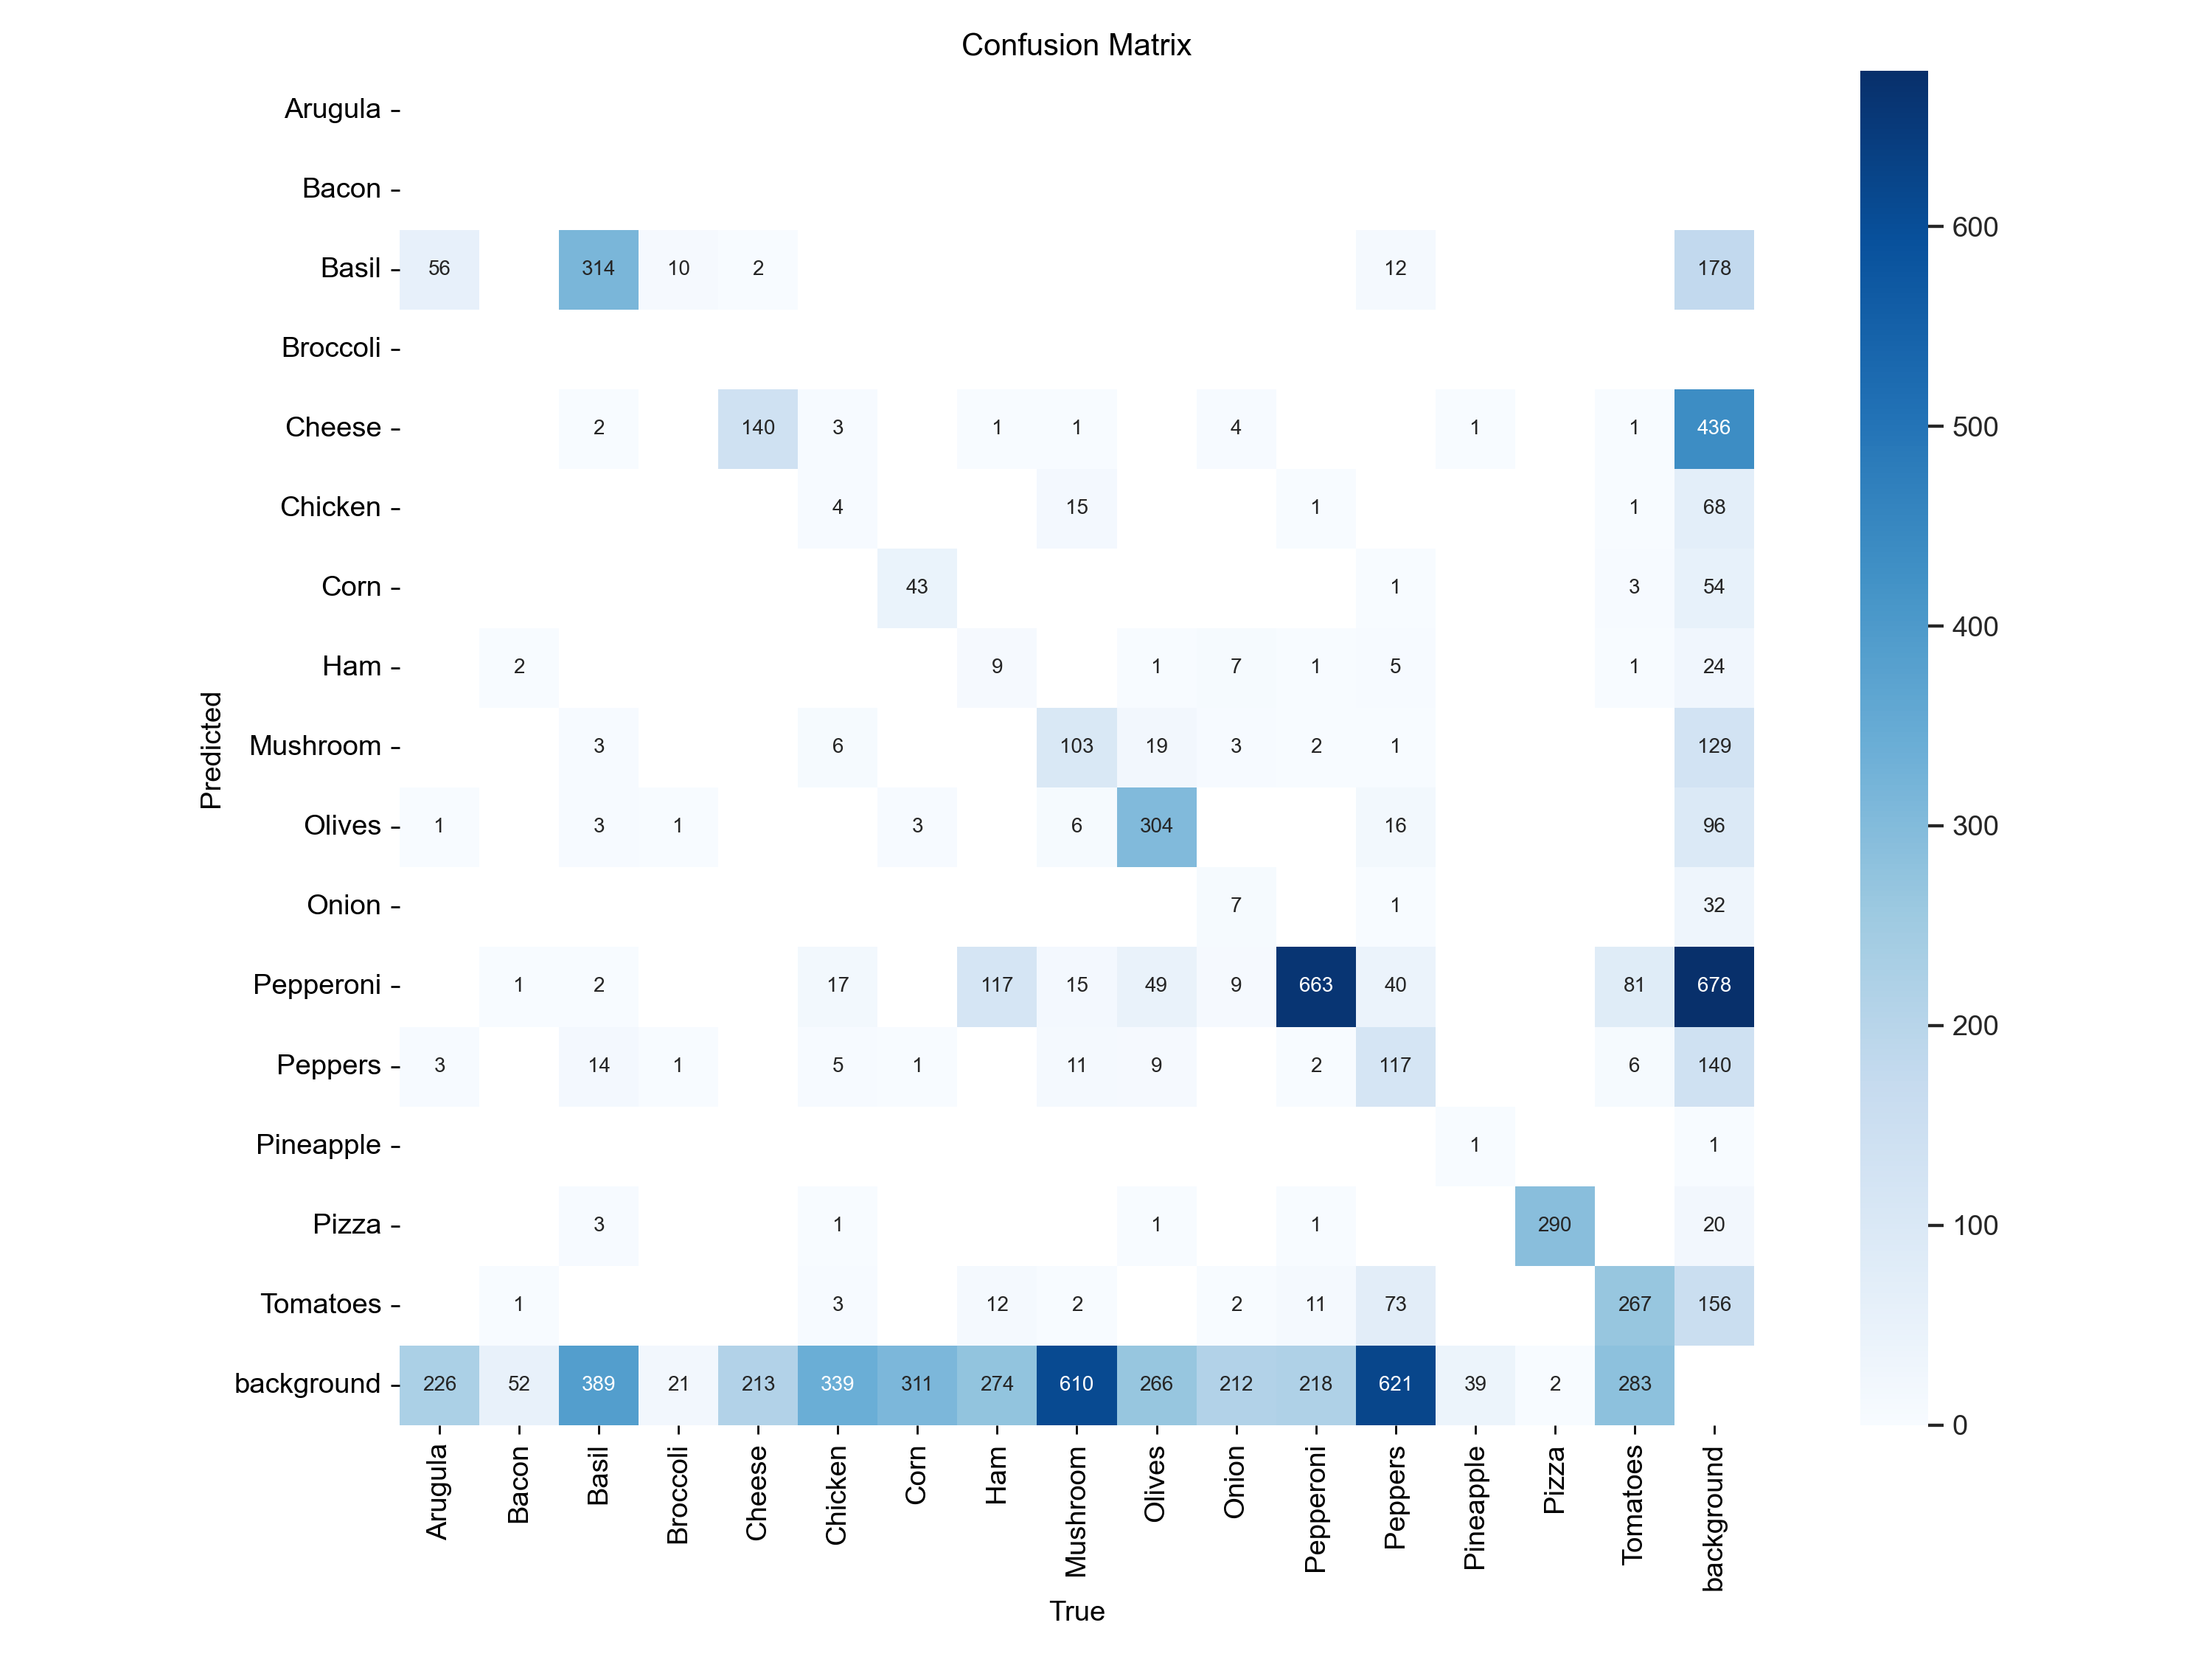 Confusion Matrix
Arugula
Bacon
Basil 56 314 10 2 12 178
Broccoli
Cheese 2 140 3 1 1 4 1 1 436
Chicken 4 15 1 1 68
Corn 43 1 3 54
Ham 2 9 1 7 1 5 1 24
Mushroom 3 6 103 19 3 2 1 129
Olives 1 3 1 3 6 304 16 96
Onion 7 1 32
Pepperoni 1 2 17 117 15 49 9 663 40 81 678
Peppers 3 14 1 5 1 11 9 2 117 6 140
Pineapple 1 1
Pizza 3 1 1 1 290 20
Tomatoes 1 3 12 2 2 11 73 267 156
background 226 52 389 21 213 339 311 274 610 266 212 218 621 39 2 283
Arugula Bacon Basil Broccoli Cheese Chicken Corn Ham Mushroom Olives Onion Pepperoni Peppers Pineapple Pizza Tomatoes background
True
Predicted
600
500
400
300
200
100
0